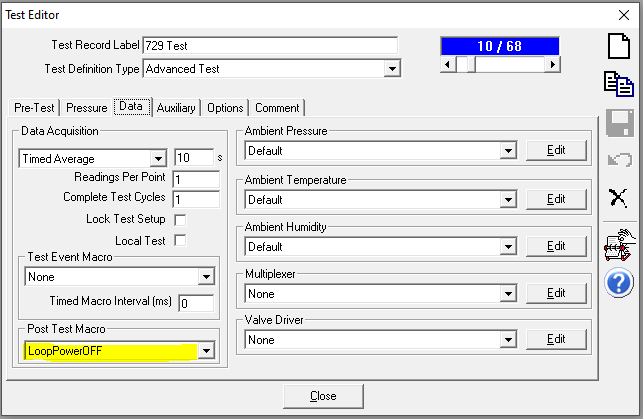 Test Editor
Test Record Label 729 Test
Test Definition Type Advanced Test
10 / 68
Pre-Test Pressure Data Auxiliary Options Comment
Data Acquisition
Timed Average 10 s
Readings Per Point 1
Complete Test Cycles 1
Lock Test Setup
Local Test
Test Event Macro
None
Timed Macro Interval (ms) 0
Post Test Macro
LoopPowerOFF
Ambient Pressure
Default Edit
Ambient Temperature
Default Edit
Ambient Humidity
Default Edit
Multiplexer
None Edit
Valve Driver
None Edit
Close